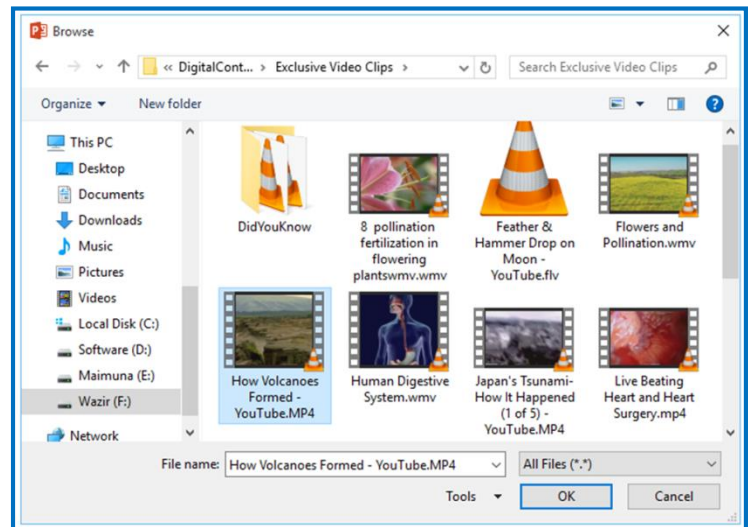 Browse
« DigitalCont... › Exclusive Video Clips ›
Search Exclusive Video Clips
Organize
New folder
This PC
Desktop
Documents
Downloads
Music
Pictures
Videos
Local Disk (C:)
Software (D:)
Maimuna (E:)
Wazir (F:)
Network
DidYouKnow
8 pollination
fertilization in
flowering
plantswmv.wmv
Feather &
Hammer Drop on
Moon -
YouTube.flv
Flowers and
Pollination.wmv
How Volcanoes
Formed -
YouTube.MP4
Human Digestive
System.wmv
Japan's Tsunami-
How It Happened
(1 of 5) -
YouTube.MP4
Live Beating
Heart and Heart
Surgery.mp4
File name: How Volcanoes Formed - YouTube.MP4
All Files (*.*)
Tools
OK
Cancel